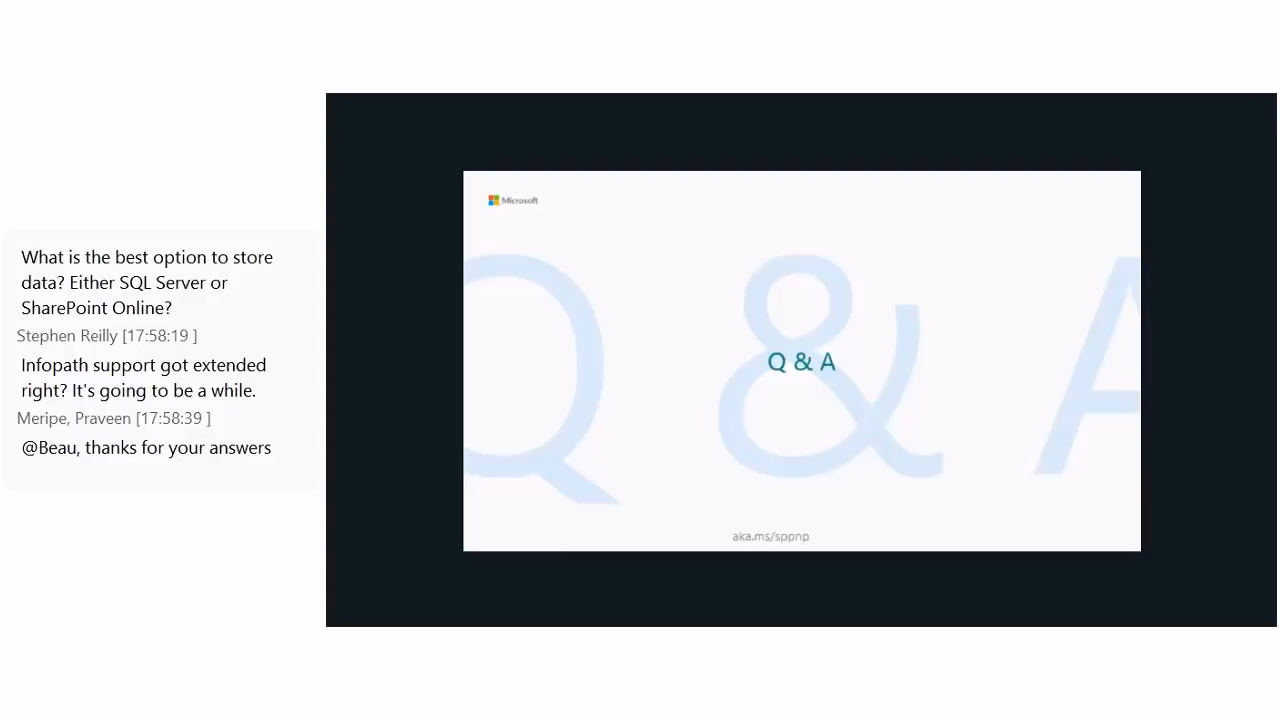 What is the best option to store
data? Either SQL Server or
SharePoint Online?
Stephen Reilly [17:58:19 ]
Infopath support got extended
right? It's going to be a while.
Meripe, Praveen [17:58:39 ]
@Beau, thanks for your answers
Microsoft
Q & A
Q & A
aka.ms/sppnp